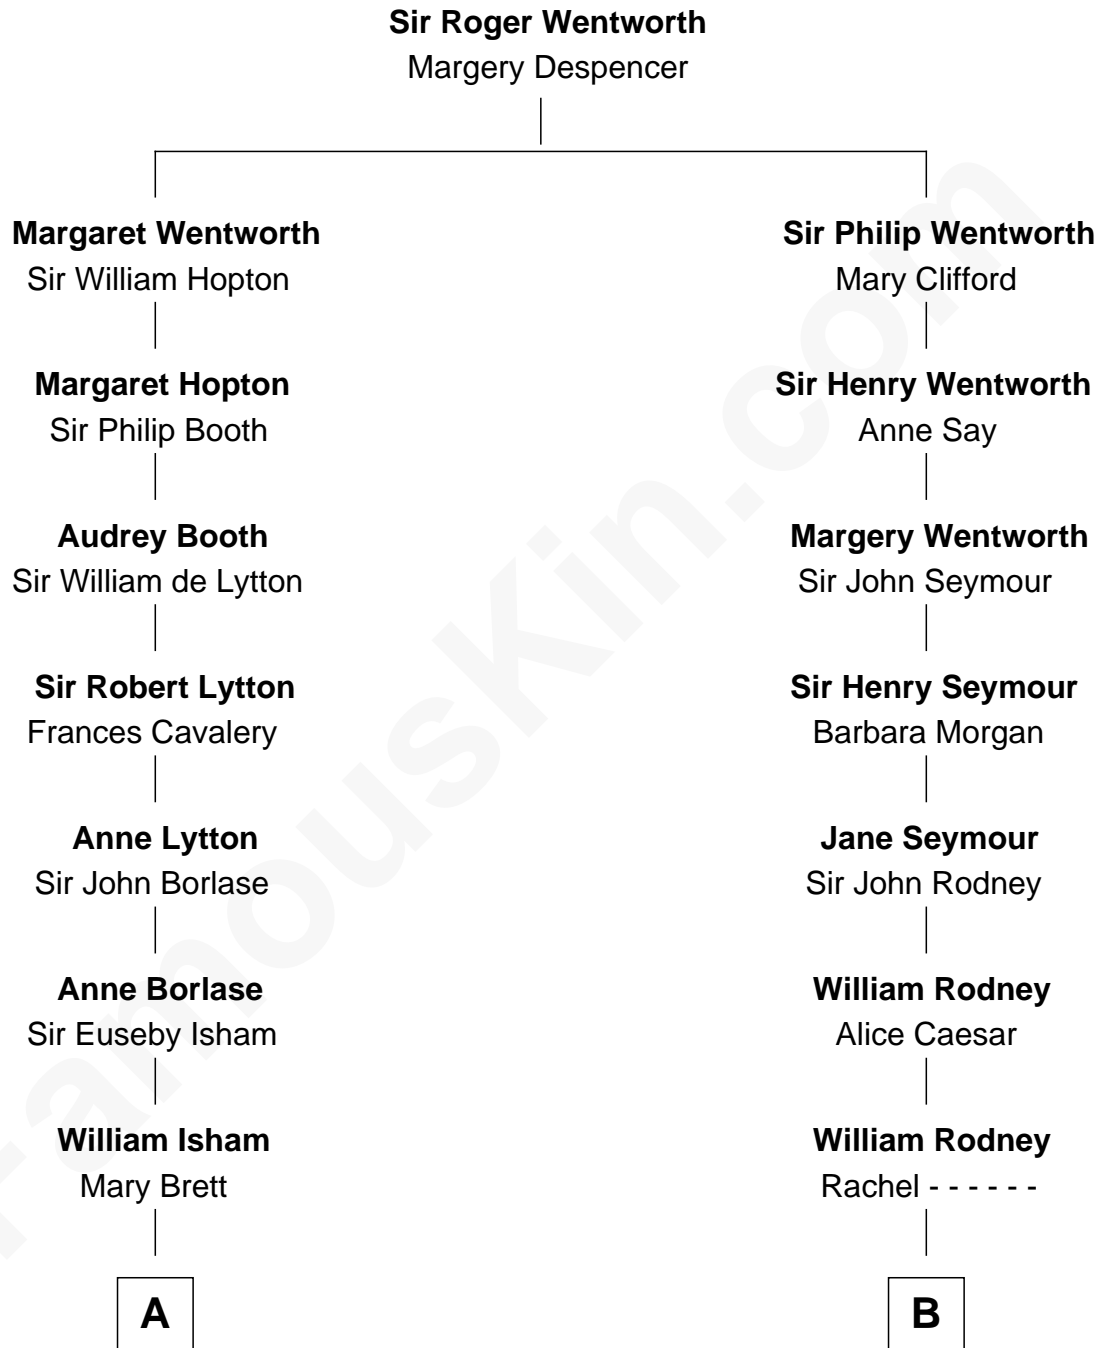 Sir Roger Wentworth
Margery Despencer
Margaret Wentworth
Sir William Hopton
Sir Philip Wentworth
Mary Clifford
Margaret Hopton
Sir Philip Booth
Sir Henry Wentworth
Anne Say
Audrey Booth
Sir William de Lytton
Margery Wentworth
Sir John Seymour
Sir Robert Lytton
Frances Cavalery
Sir Henry Seymour
Barbara Morgan
Anne Lytton
Sir John Borlase
Jane Seymour
Sir John Rodney
Anne Borlase
Sir Euseby Isham
William Rodney
Alice Caesar
William Isham
Mary Brett
William Rodney
Rachel - - - - - -
A
B
FamousKin.com